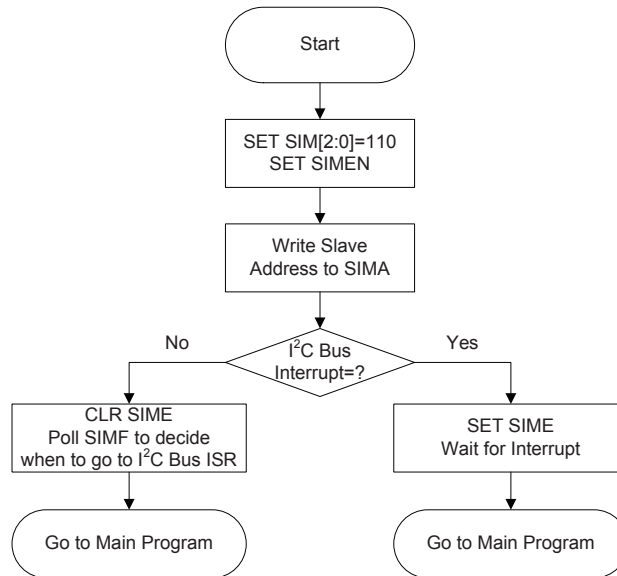 Start
SET SIM[2:0]=110
SET SIMEN
Write Slave
Address to SIMA
No
I²C Bus
Interrupt=?
Yes
CLR SIME
Poll SIMF to decide
when to go to I²C Bus ISR
SET SIME
Wait for Interrupt
Go to Main Program
Go to Main Program